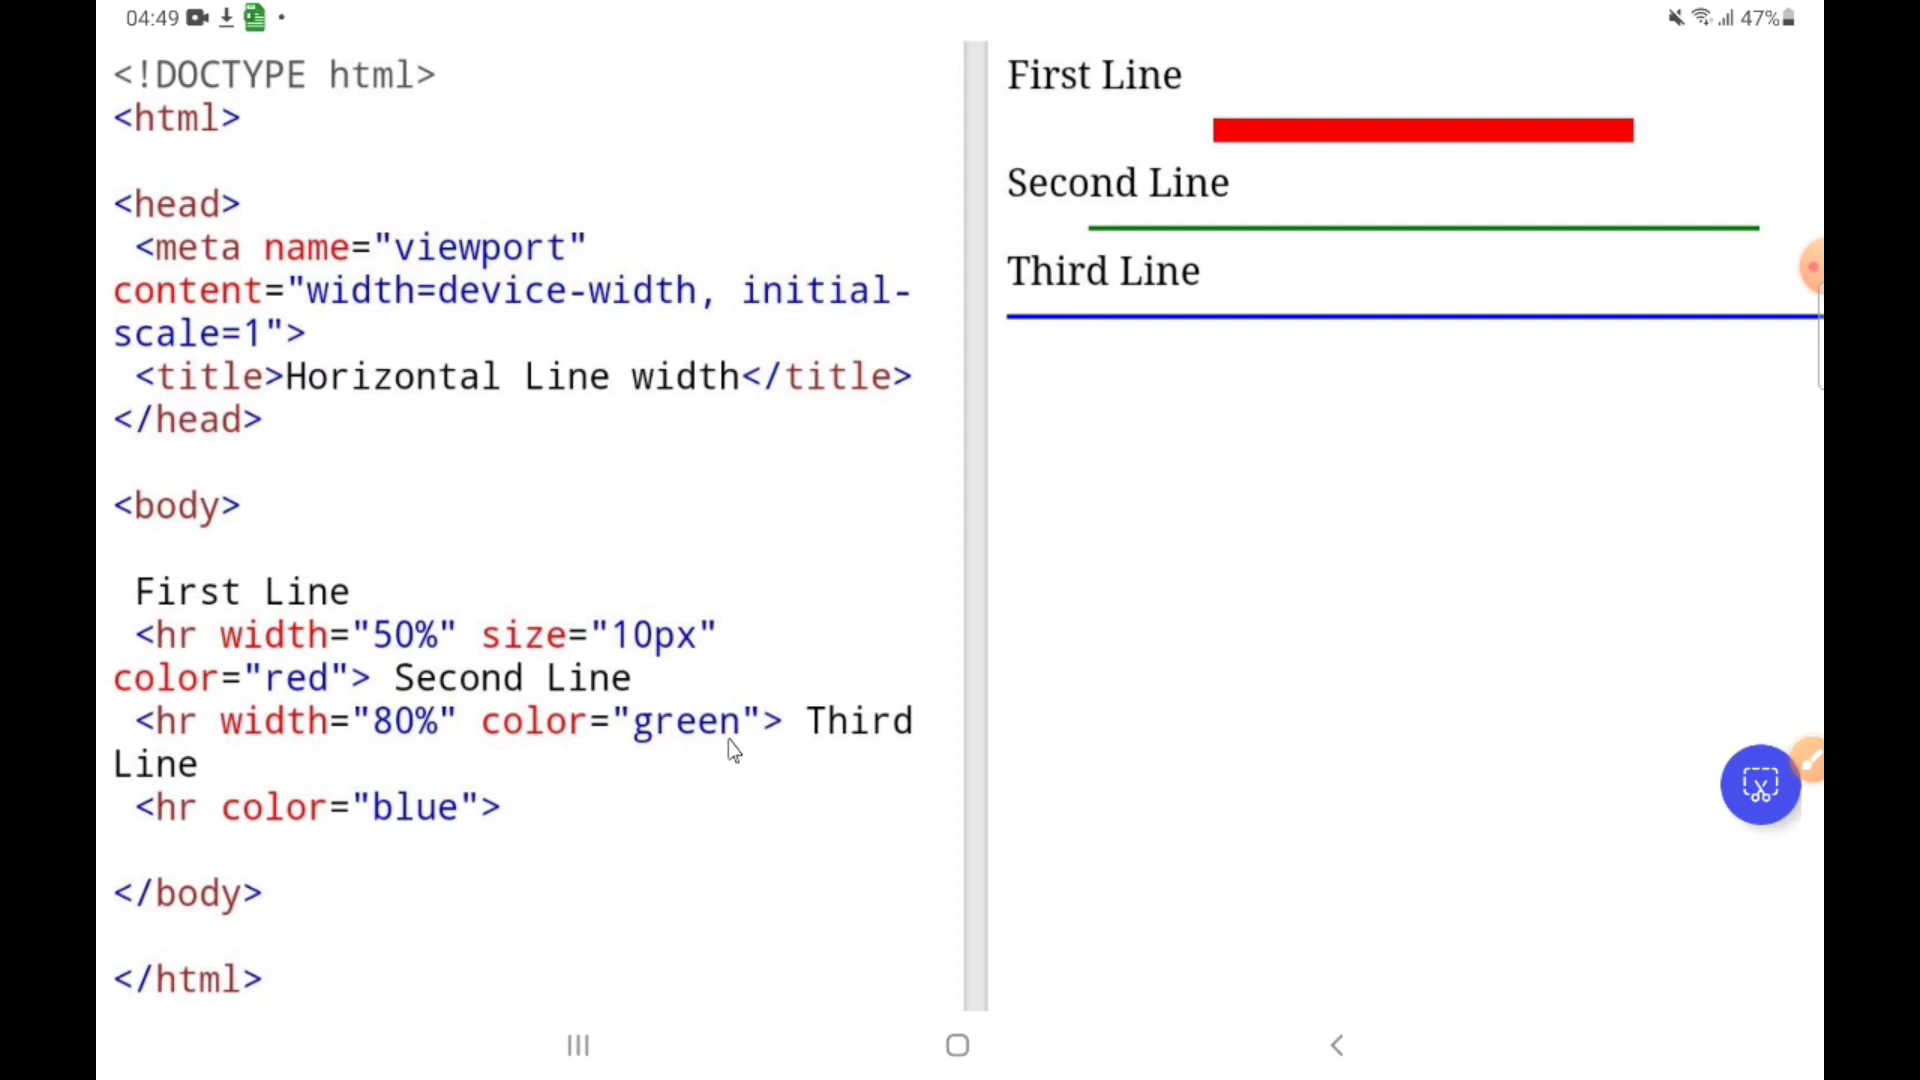 04:49
47%
<!DOCTYPE html>
<html>
<head>
<meta name="viewport"
content="width=device-width, initial-
scale=1">
<title>Horizontal Line width</title>
</head>
<body>
First Line
<hr width="50%" size="10px"
color="red"> Second Line
<hr width="80%" color="green"> Third
Line
<hr color="blue">
</body>
</html>
First Line
Second Line
Third Line